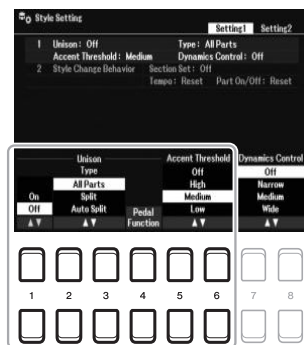 Style Setting
Setting1 Setting2
1 Unison: Off Type: All Parts
Accent Threshold: Medium Dynamics Control: Off
2 Style Change Behavior Section Set: Off
Tempo: Reset Part On/Off: Reset
Unison Accent Threshold Dynamics Control
Type Off Off
All Parts High Narrow
On Split Medium Medium
Off Auto Split Pedal Low Wide
▲▼ ▲▼ Function ▲▼ ▲▼
1 2 3 4 5 6 7 8